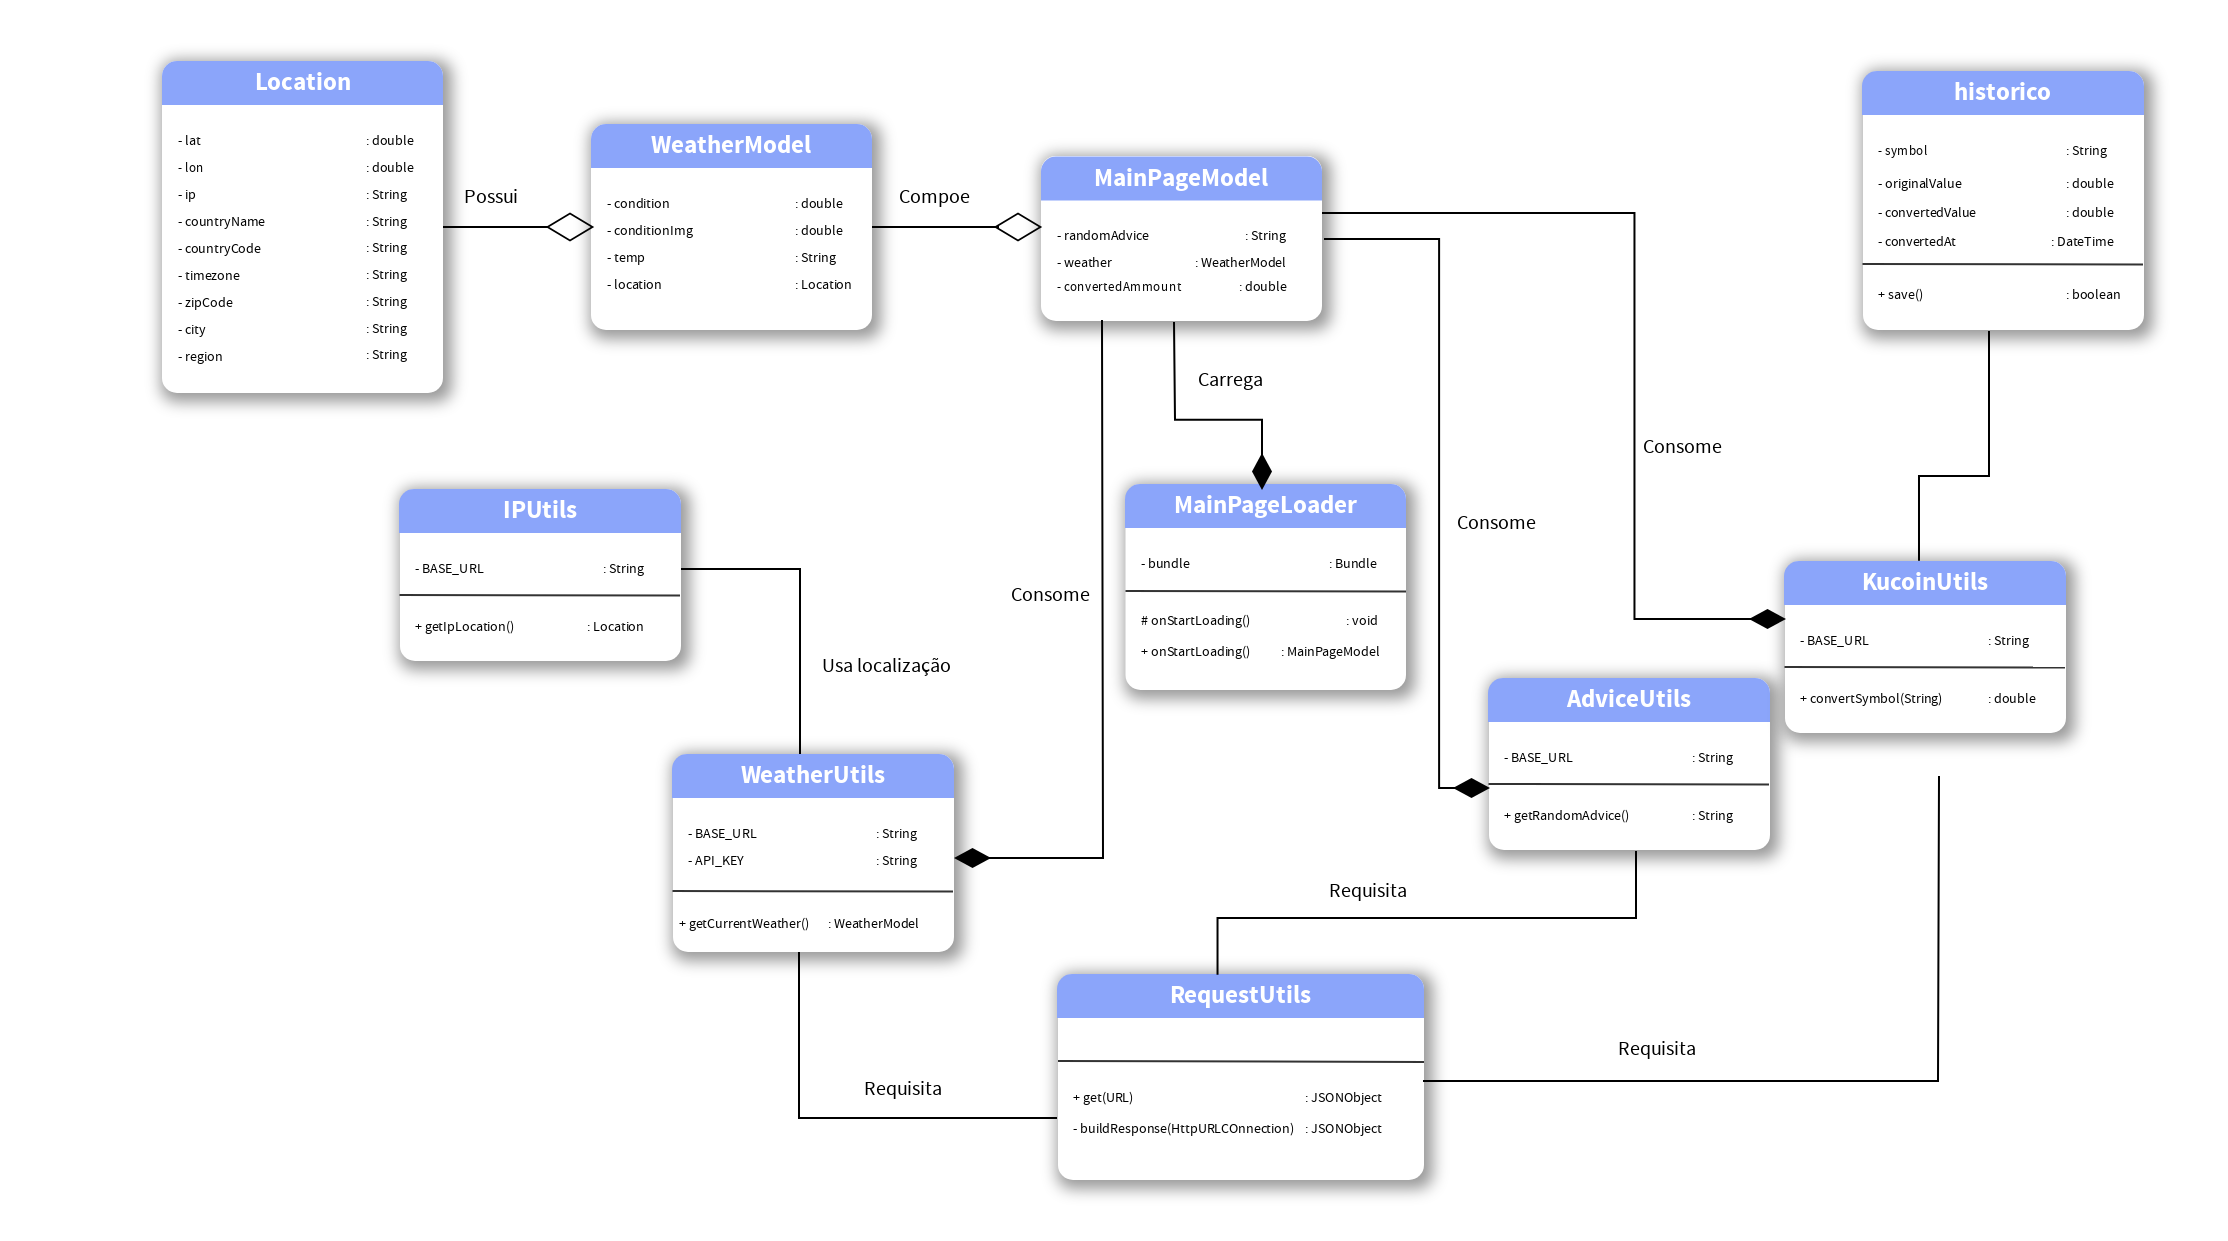 Location
- lat : double
- lon : double
- ip : String
- countryName : String
- countryCode : String
- timezone : String
- zipCode : String
- city : String
- region : String
Possui
WeatherModel
- condition : double
- conditionImg : double
- temp : String
- location : Location
Compoe
MainPageModel
- randomAdvice : String
- weather : WeatherModel
- convertedAmmount : double
historico
- symbol : String
- originalValue : double
- convertedValue : double
- convertedAt : DateTime
+ save() : boolean
Carrega
Consome
Consome
Consome
IPUtils
- BASE_URL : String
+ getIpLocation() : Location
MainPageLoader
- bundle : Bundle
# onStartLoading() : void
+ onStartLoading() : MainPageModel
KucoinUtils
- BASE_URL : String
+ convertSymbol(String) : double
Usa localização
AdviceUtils
- BASE_URL : String
+ getRandomAdvice() : String
WeatherUtils
- BASE_URL : String
- API_KEY : String
+ getCurrentWeather() : WeatherModel
Requisita
RequestUtils
+ get(URL) : JSONObject
- buildResponse(HttpURLCOnnection) : JSONObject
Requisita
Requisita